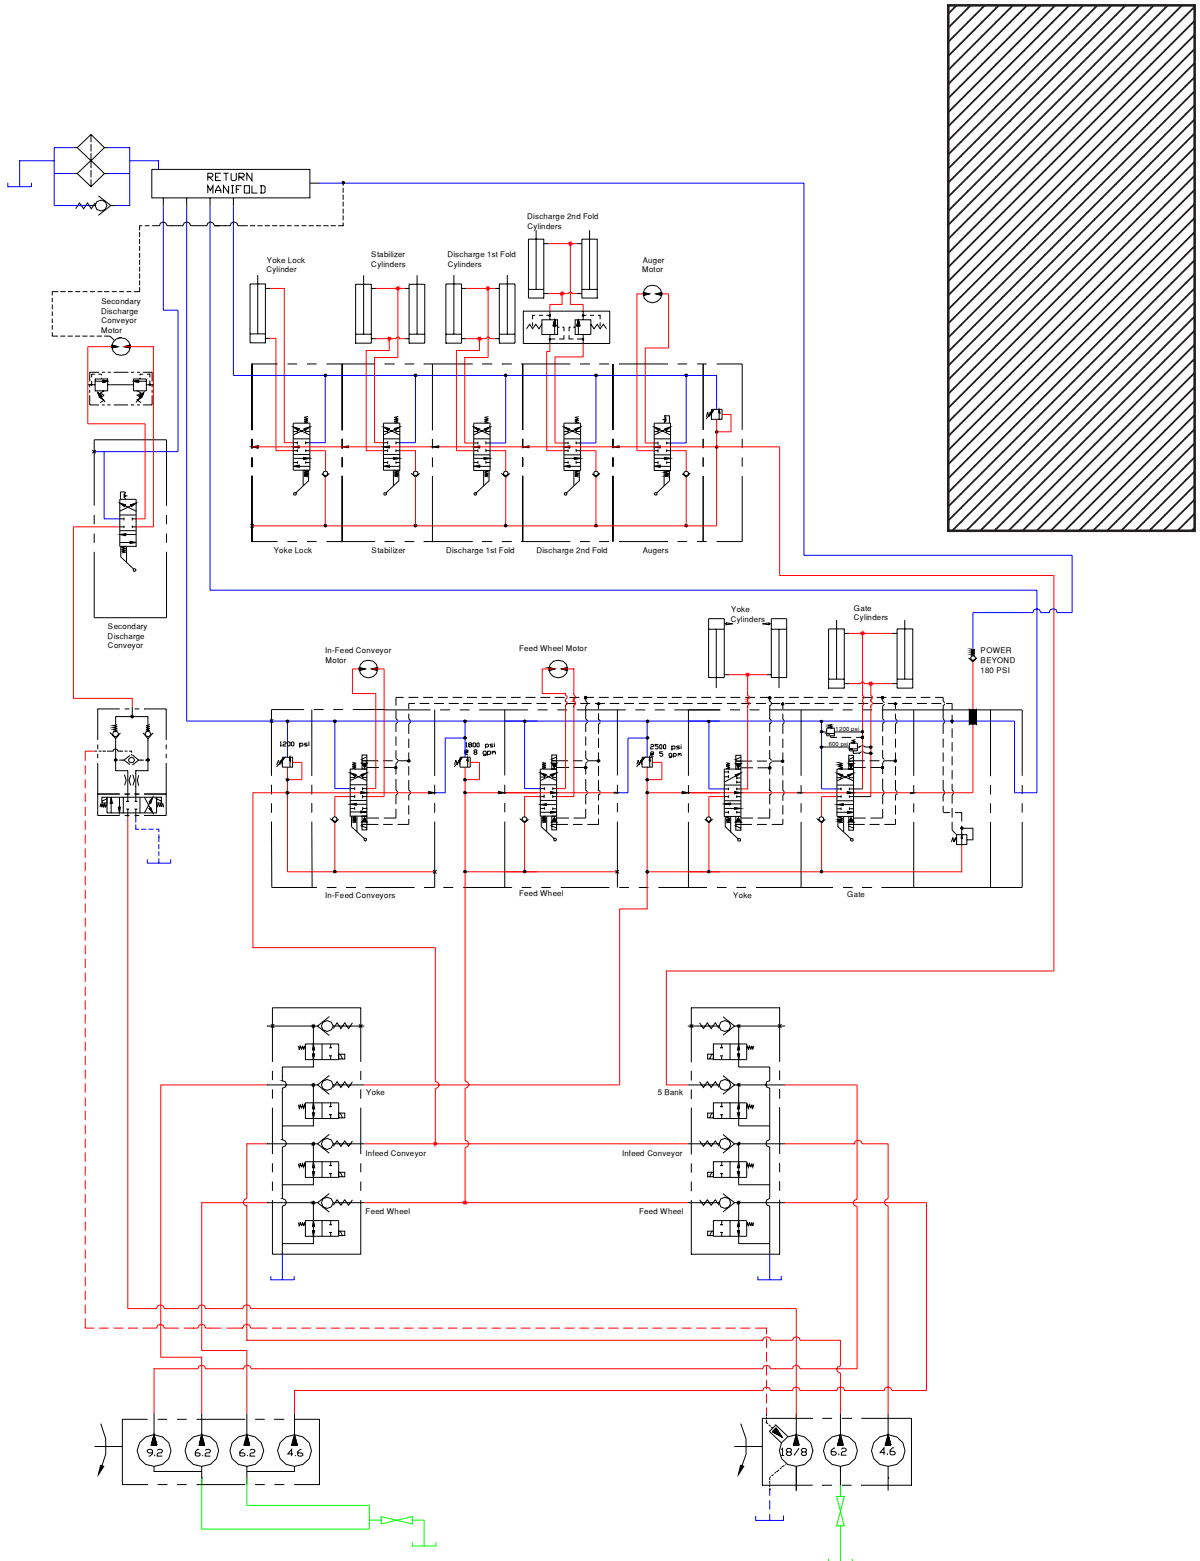 RETURN
MANIFOLD
Discharge 2nd Fold
Cylinders
Yoke Lock
Cylinder
Stabilizer
Cylinders
Discharge 1st Fold
Cylinders
Auger
Motor
Secondary
Discharge
Conveyor
Motor
Yoke Lock
Stabilizer
Discharge 1st Fold
Discharge 2nd Fold
Augers
Secondary
Discharge
Conveyor
Yoke
Cylinders
Gate
Cylinders
In-Feed Conveyor
Motor
Feed Wheel Motor
POWER
BEYOND
180 PSI
1200 psi
1800 psi
@ 8 gpm
2500 psi
@ 5 gpm
1200 psi
600 psi
In-Feed Conveyors
Feed Wheel
Yoke
Gate
Yoke
5 Bank
Infeed Conveyor
Infeed Conveyor
Feed Wheel
Feed Wheel
9.2
6.2
6.2
4.6
18/8
6.2
4.6